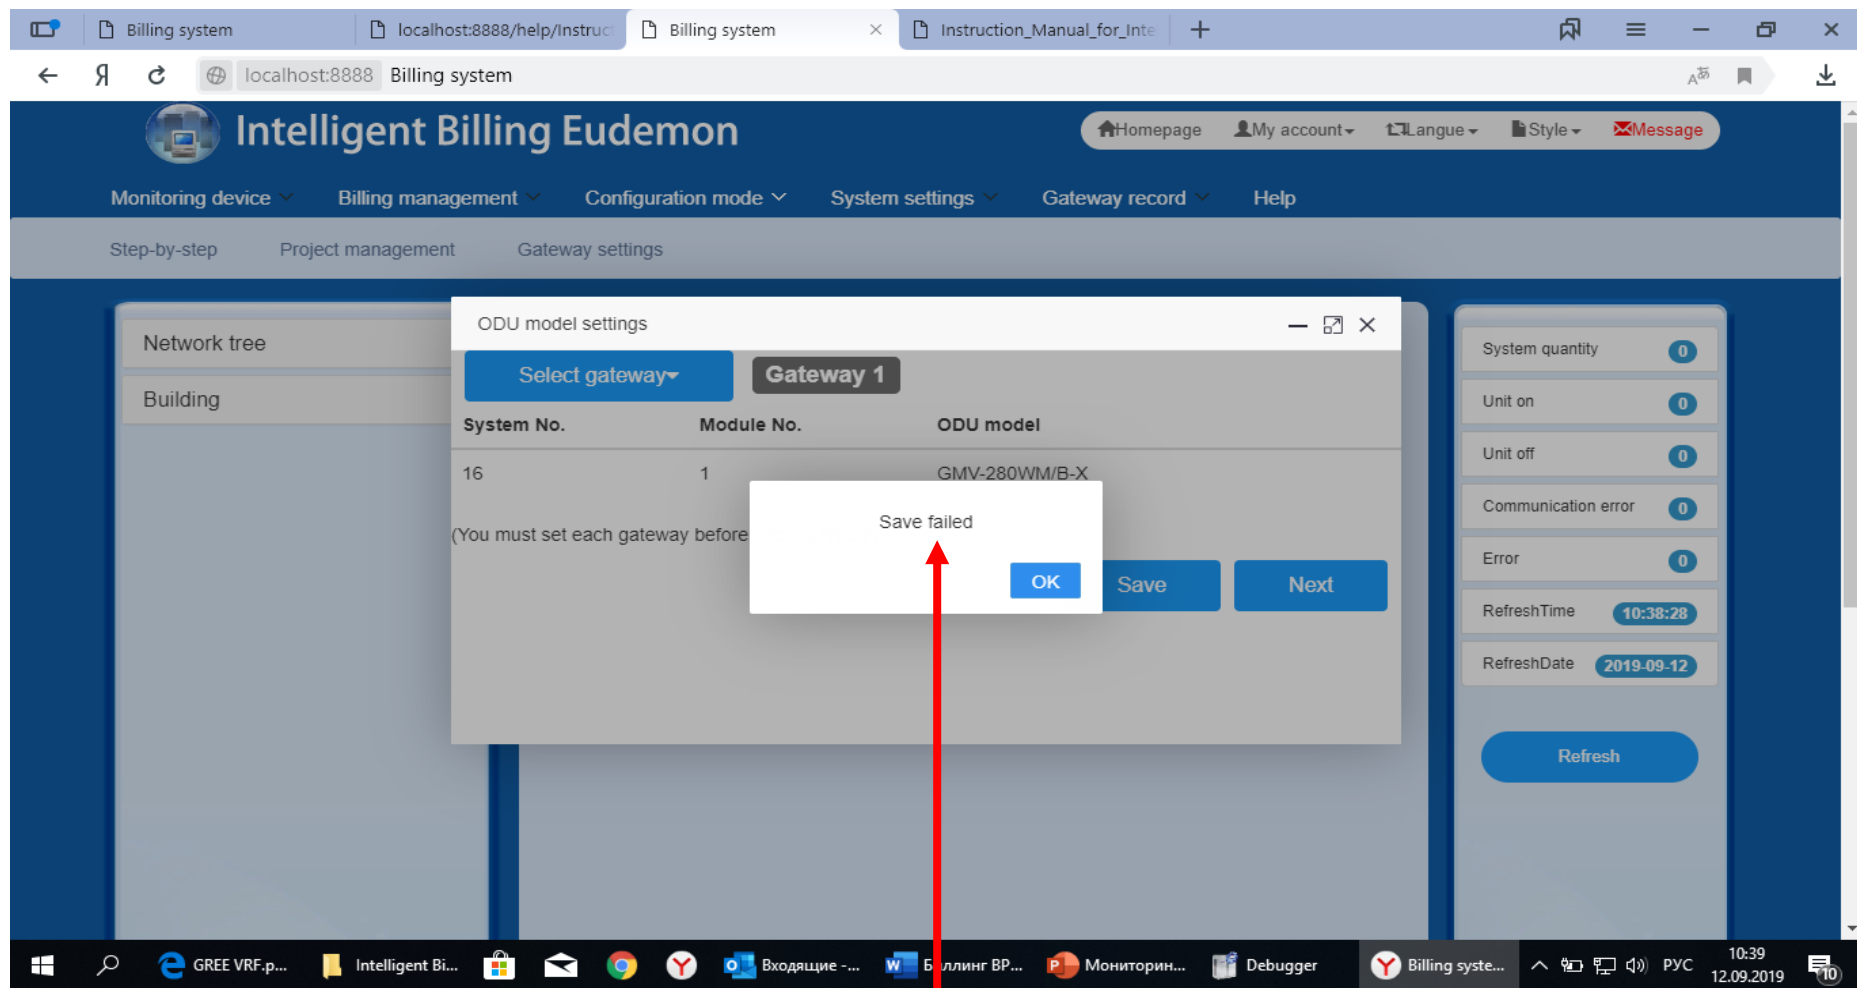 Billing system
localhost:8888/help/Instruc
Billing system
Instruction_Manual_for_Inte
Я
localhost:8888 Billing system
Intelligent Billing Eudemon
Homepage My account Langue Style Message
Monitoring device Billing management Configuration mode System settings Gateway record Help
Step-by-step Project management Gateway settings
Network tree
Building
ODU model settings
Select gateway Gateway 1
System No. Module No. ODU model
16 1 GMV-280WM/B-X
(You must set each gateway before
Save failed
OK
Save Next
System quantity 0
Unit on 0
Unit off 0
Communication error 0
Error 0
RefreshTime 10:38:28
RefreshDate 2019-09-12
Refresh
GREE VRF.p... Intelligent Bi... Входящие -... Мониторин... Debugger Billing syste... РУС
10:39
12.09.2019
10